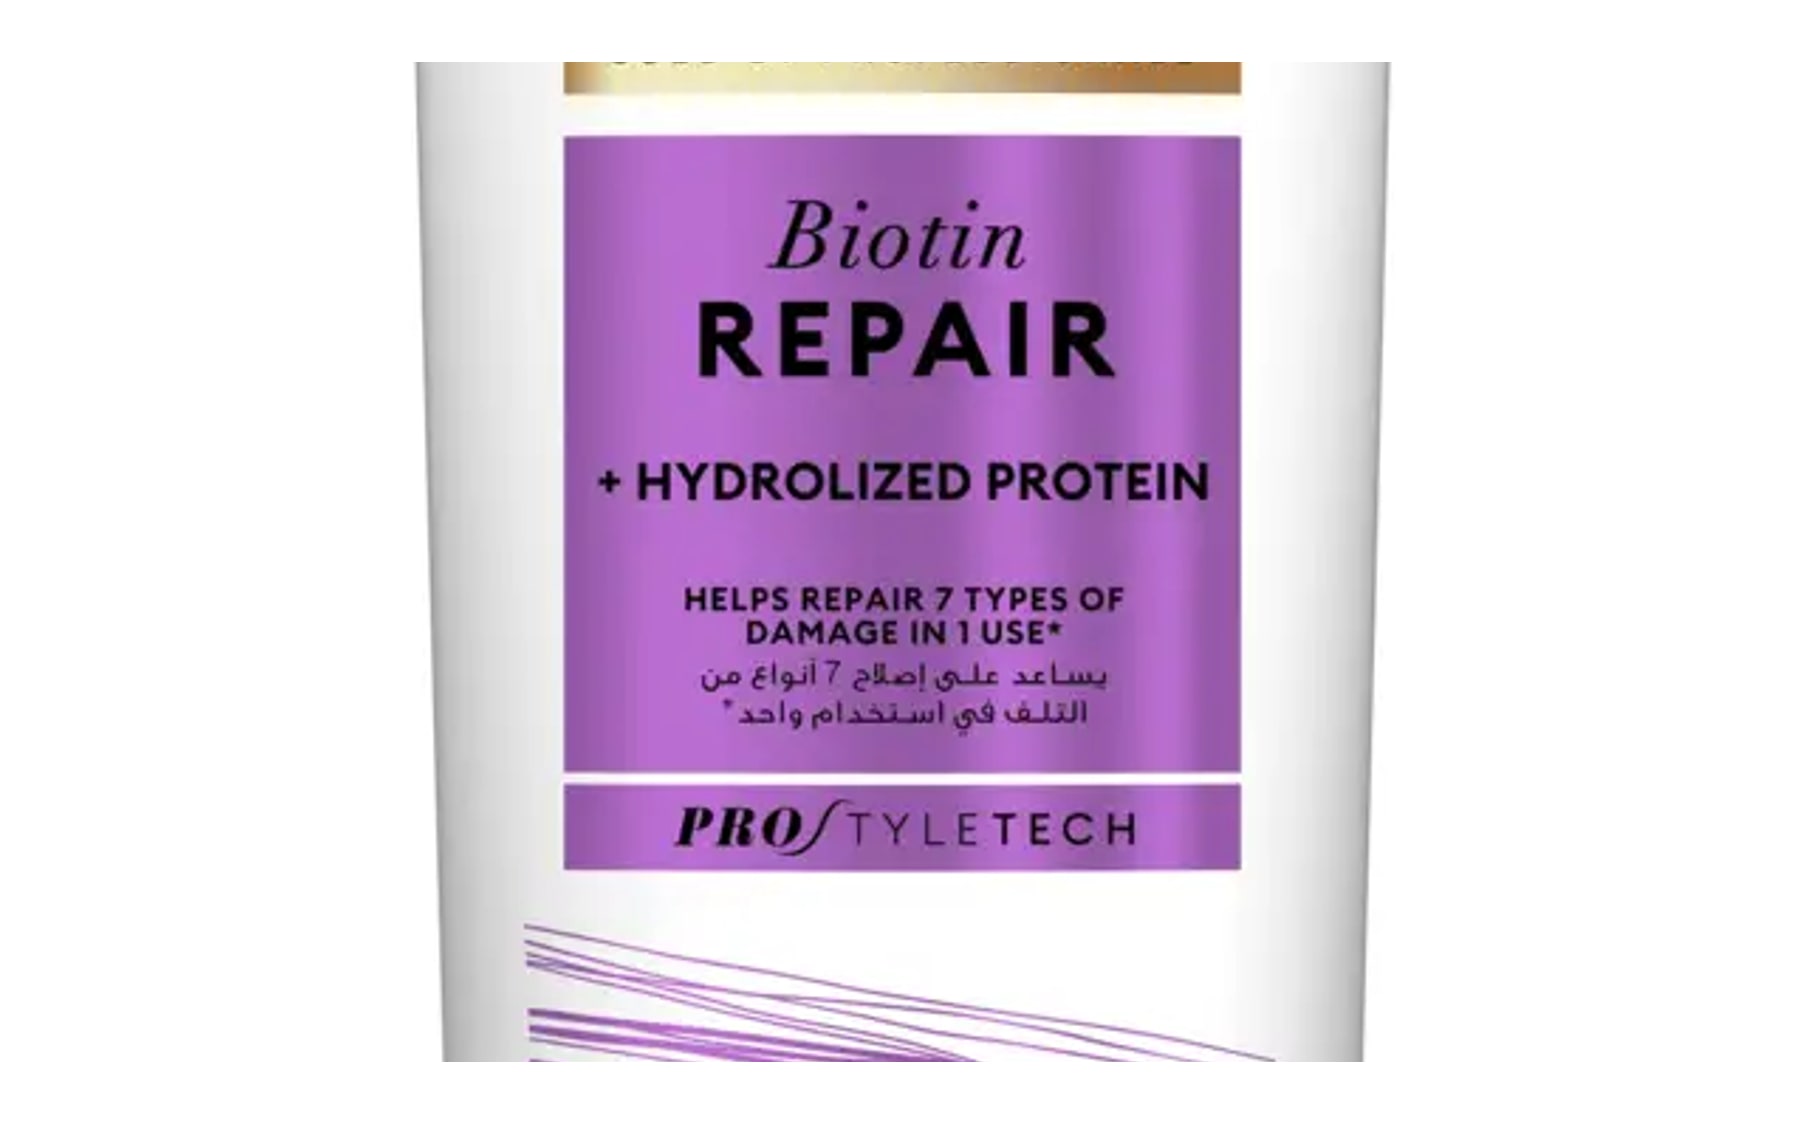 Biotin
REPAIR
+ HYDROLIZED PROTEIN
HELPS REPAIR 7 TYPES OF
DAMAGE IN 1 USE*
يساعد على إصلاح 7 أنواع من
التلف في استخدام واحد*
PROSTYLETECH